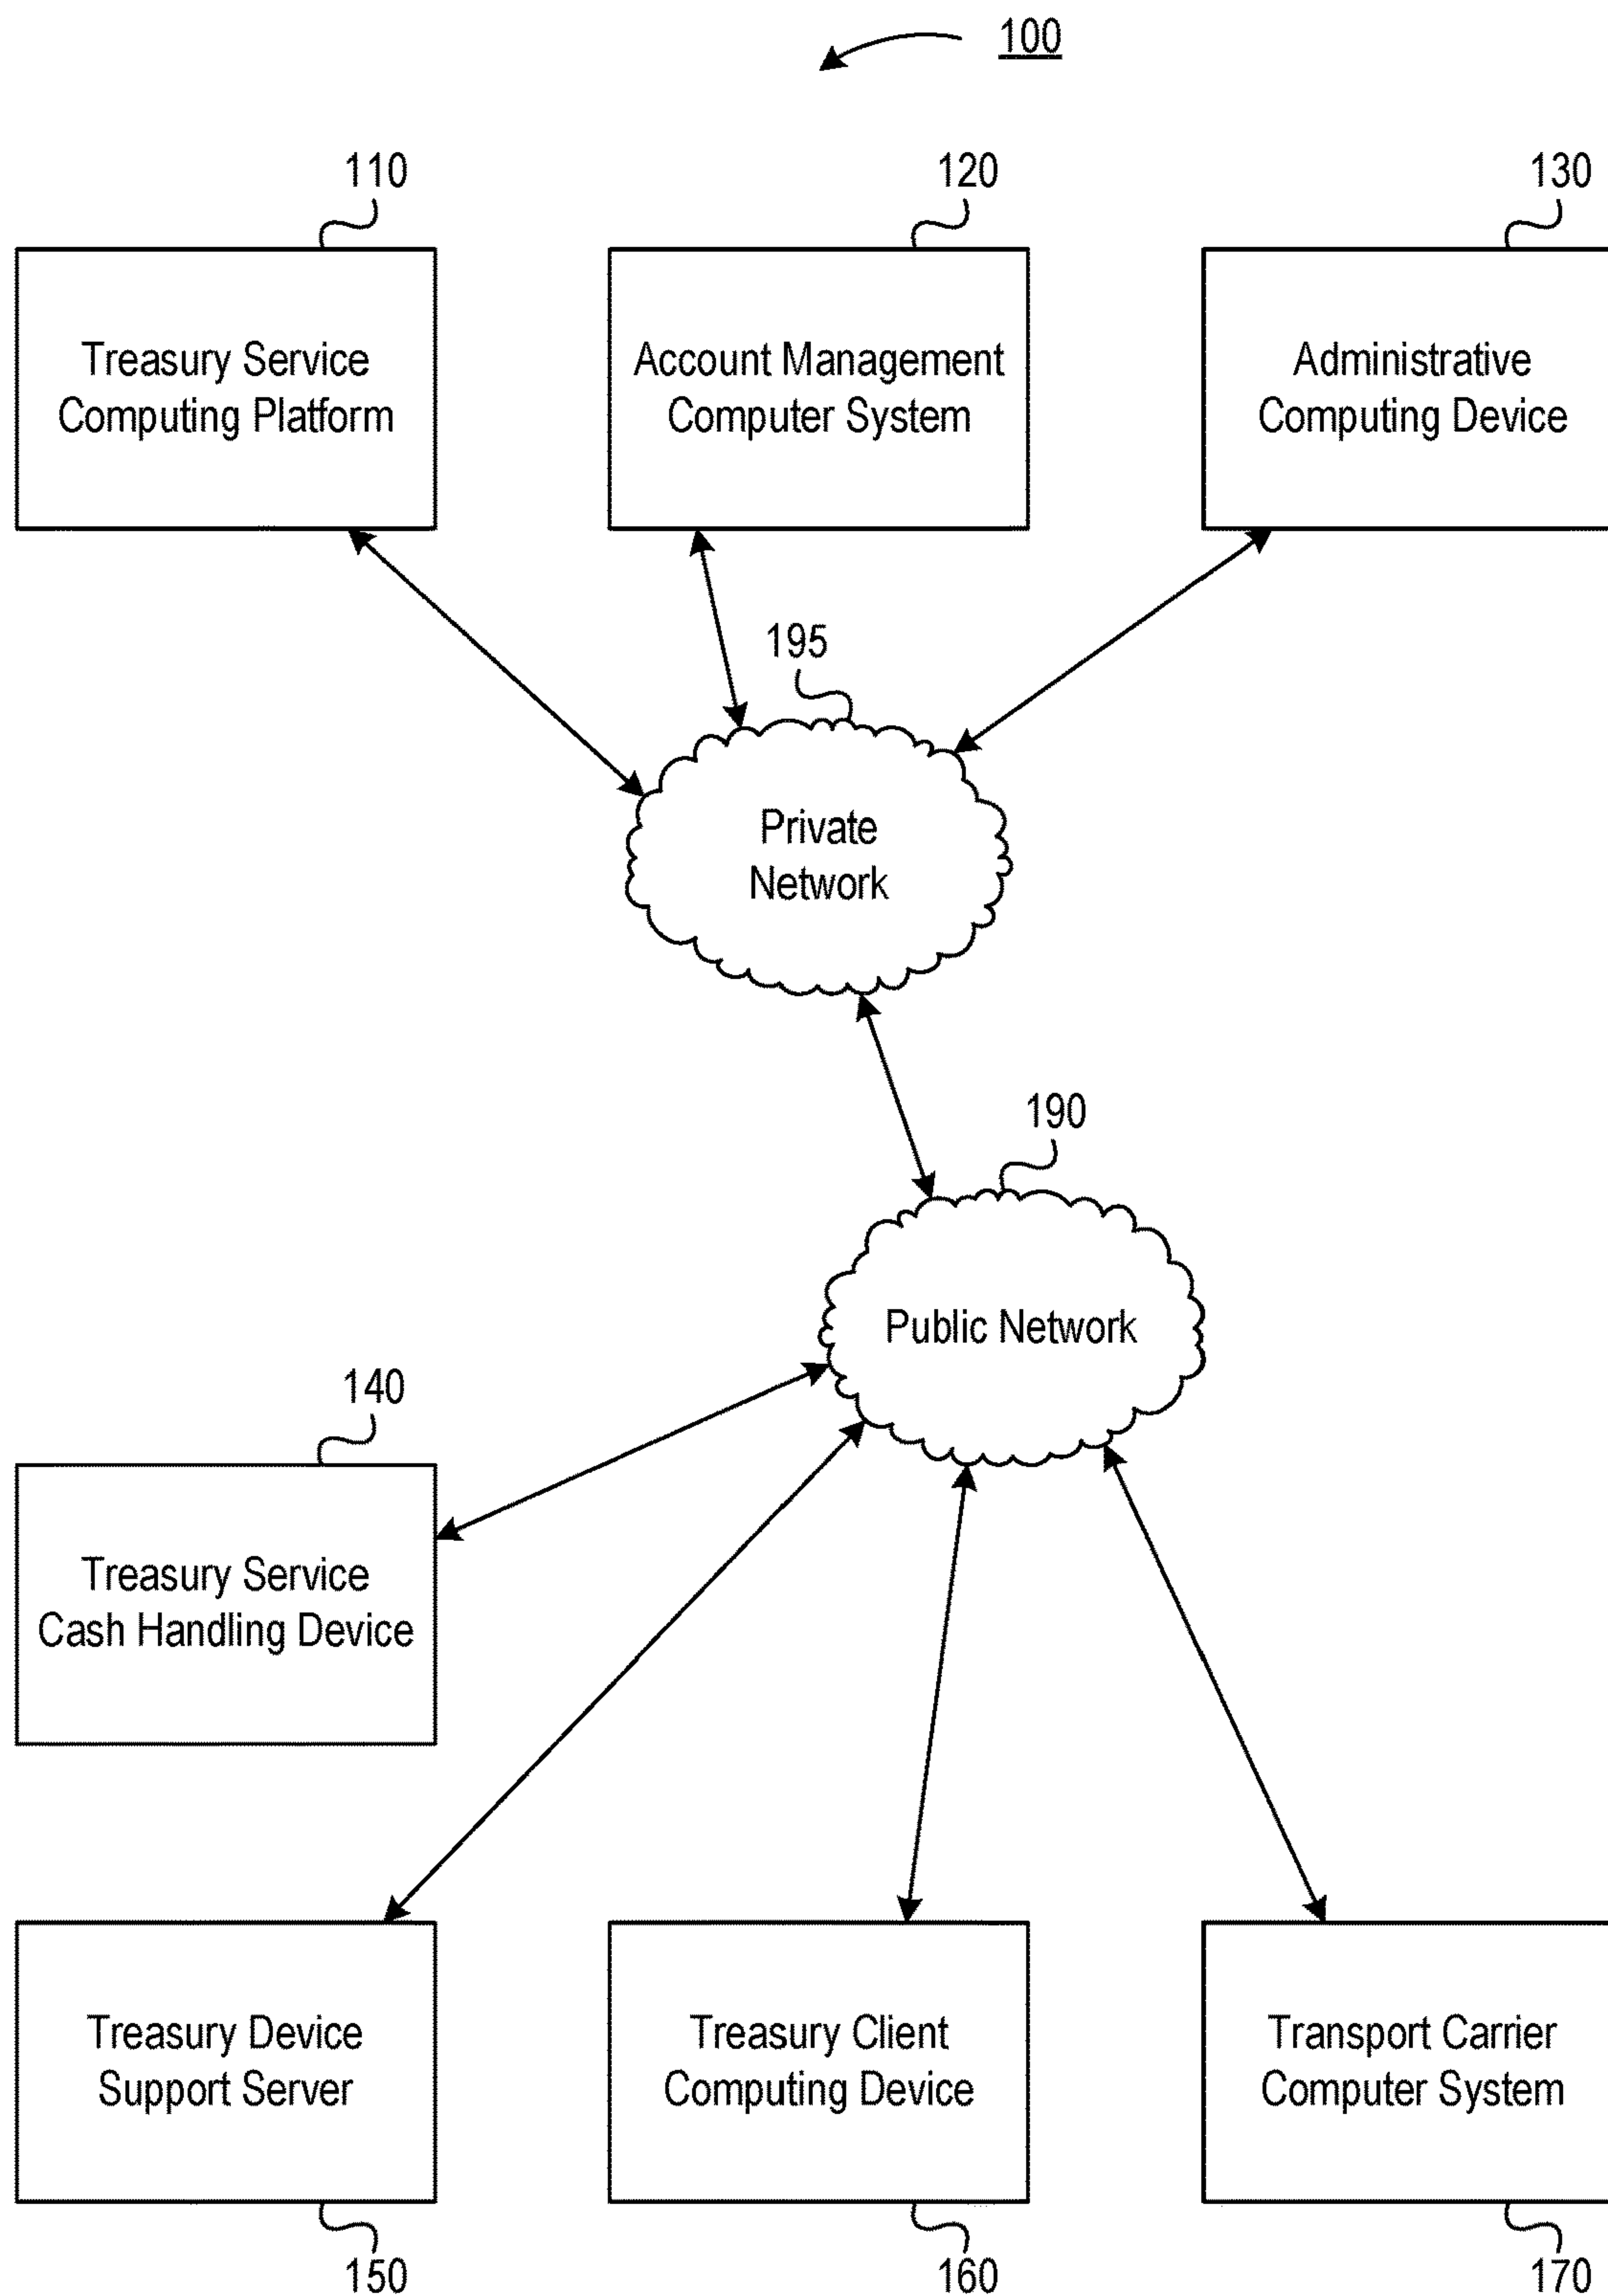 100
110
120
130
Treasury Service
Computing Platform
Account Management
Computer System
Administrative
Computing Device
195
Private
Network
190
Public Network
140
Treasury Service
Cash Handling Device
Treasury Device
Support Server
Treasury Client
Computing Device
Transport Carrier
Computer System
150
160
170